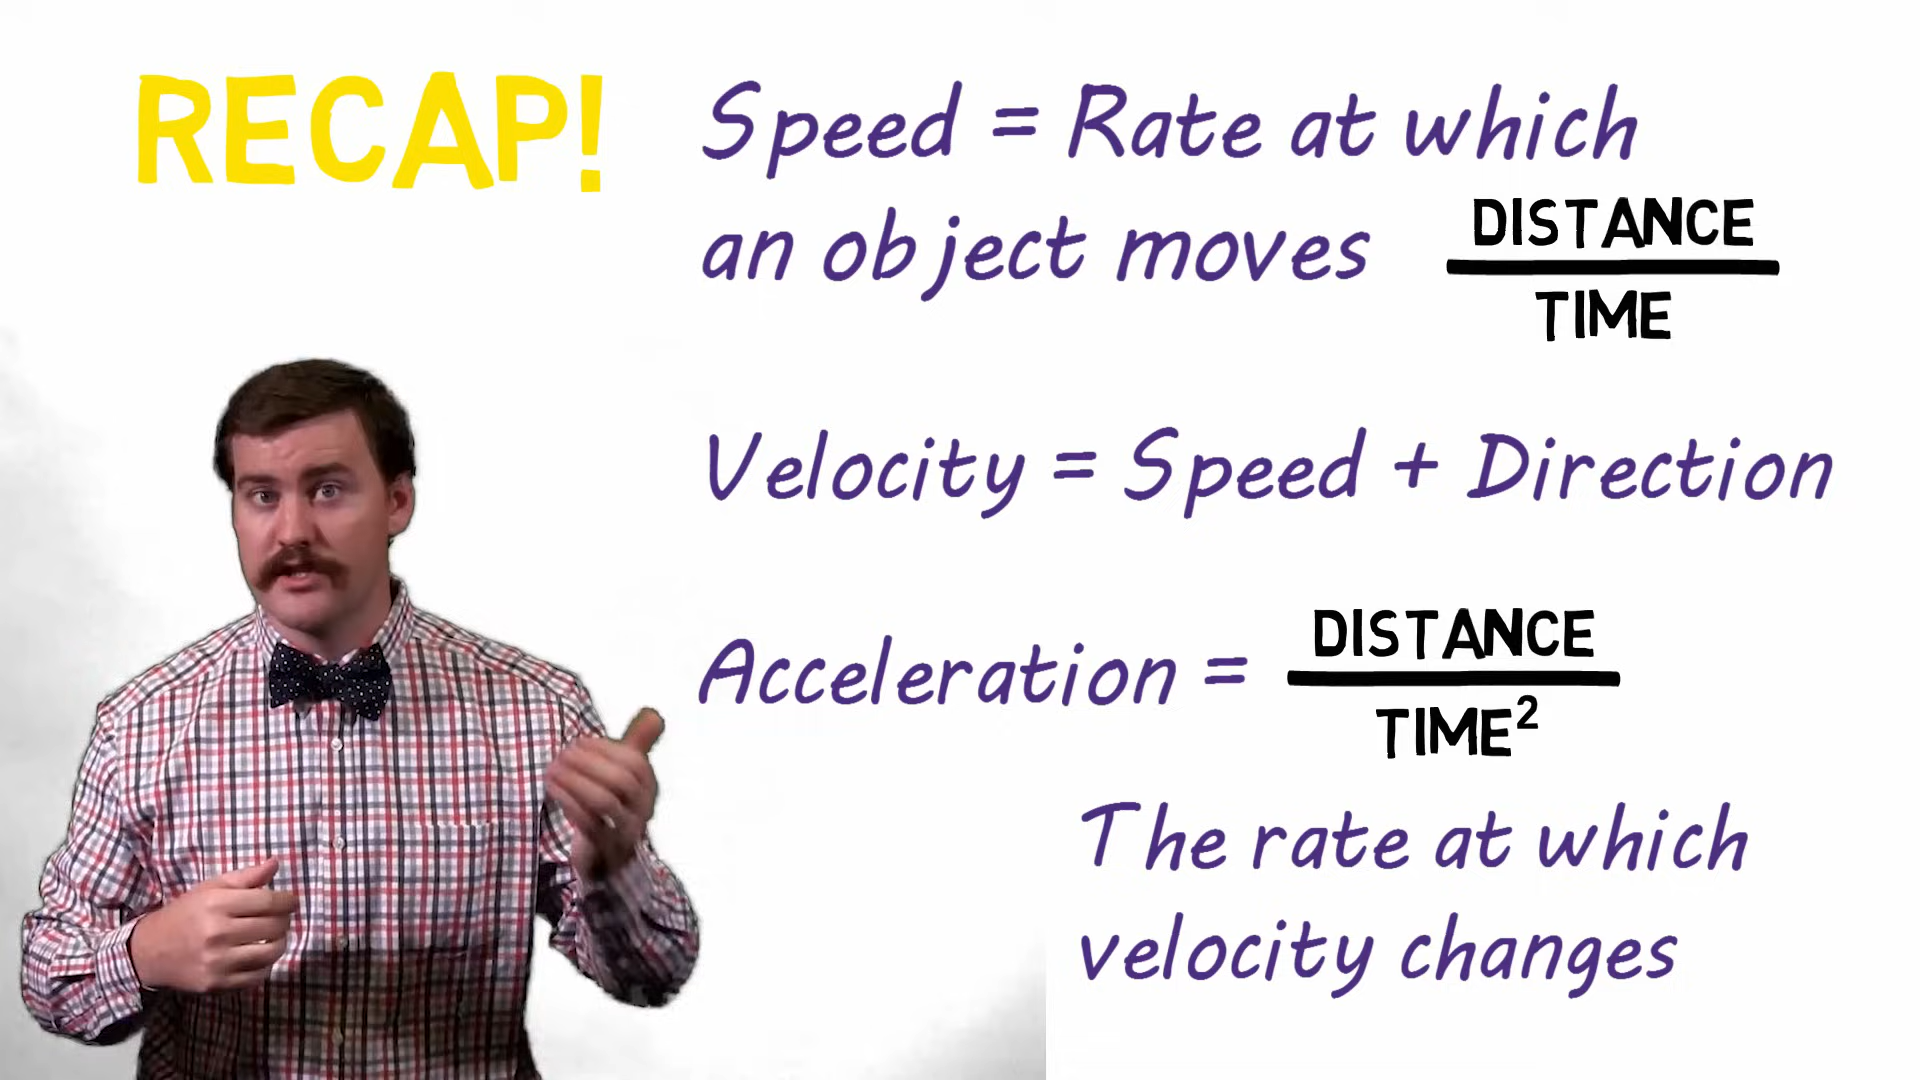 RECAP!
Speed = Rate at which
an object moves
DISTANCE
TIME
Velocity = Speed + Direction
Acceleration =
DISTANCE
TIME²
The rate at which
velocity changes